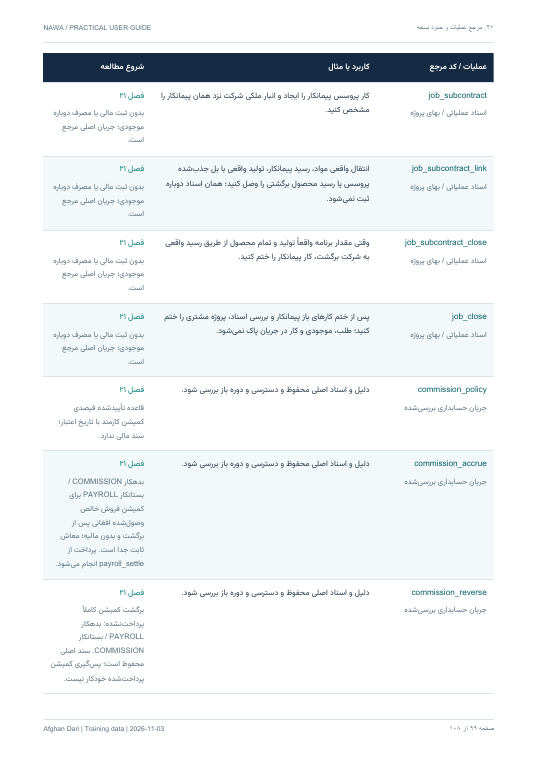 NAWA / PRACTICAL USER GUIDE
۲۷. مرجع عملیات و حدود نسخه
عملیات / کد مرجع
کاربرد یا مثال
شروع مطالعه
job_subcontract
اسناد عملیاتی / بهای پروژه
کار پروسس پیمانکار را ایجاد و انبار ملکی شرکت نزد همان پیمانکار را
مشخص کنید.
فصل ۲۱
بدون ثبت مالی یا مصرف دوباره
موجودی؛ جریان اصلی مرجع
است.
job_subcontract_link
اسناد عملیاتی / بهای پروژه
انتقال واقعی مواد، رسید پیمانکار، تولید واقعی یا بل جذب‌شده
پروسس یا رسید محصول برگشتی را وصل کنید؛ همان اسناد دوباره
ثبت نمی‌شود.
فصل ۲۱
بدون ثبت مالی یا مصرف دوباره
موجودی؛ جریان اصلی مرجع
است.
job_subcontract_close
اسناد عملیاتی / بهای پروژه
وقتی مقدار برنامه واقعاً تولید و تمام محصول از طریق رسید واقعی
به شرکت برگشت، کار پیمانکار را ختم کنید.
فصل ۲۱
بدون ثبت مالی یا مصرف دوباره
موجودی؛ جریان اصلی مرجع
است.
job_close
اسناد عملیاتی / بهای پروژه
پس از ختم کارهای باز پیمانکار و بررسی اسناد، پروژه مشتری را ختم
کنید؛ طلب، موجودی و کار در جریان پاک نمی‌شود.
فصل ۲۱
بدون ثبت مالی یا مصرف دوباره
موجودی؛ جریان اصلی مرجع
است.
commission_policy
جریان حسابداری بررسی‌شده
دلیل و اسناد اصلی محفوظ و دسترسی و دوره باز بررسی شود.
فصل ۲۱
قاعده تأییدشده فیصدی
کمیشن کارمند با تاریخ اعتبار؛
سند مالی ندارد.
commission_accrue
جریان حسابداری بررسی‌شده
دلیل و اسناد اصلی محفوظ و دسترسی و دوره باز بررسی شود.
فصل ۲۱
بدهکار COMMISSION /
بستانکار PAYROLL برای
کمیشن فروش خالص
وصول‌شده افغانی پس از
برگشت و بدون مالیه؛ معاش
ثابت جدا است. پرداخت از
payroll_settle انجام می‌شود.
commission_reverse
جریان حسابداری بررسی‌شده
دلیل و اسناد اصلی محفوظ و دسترسی و دوره باز بررسی شود.
فصل ۲۱
برگشت کمیشن کاملاً
پرداخت‌نشده: بدهکار
PAYROLL / بستانکار
COMMISSION. سند اصلی
محفوظ است؛ پس‌گیری کمیشن
پرداخت‌شده خودکار نیست.
Afghan Dari | Training data | 2026-11-03
صفحه ۹۹ از ۱۰۸